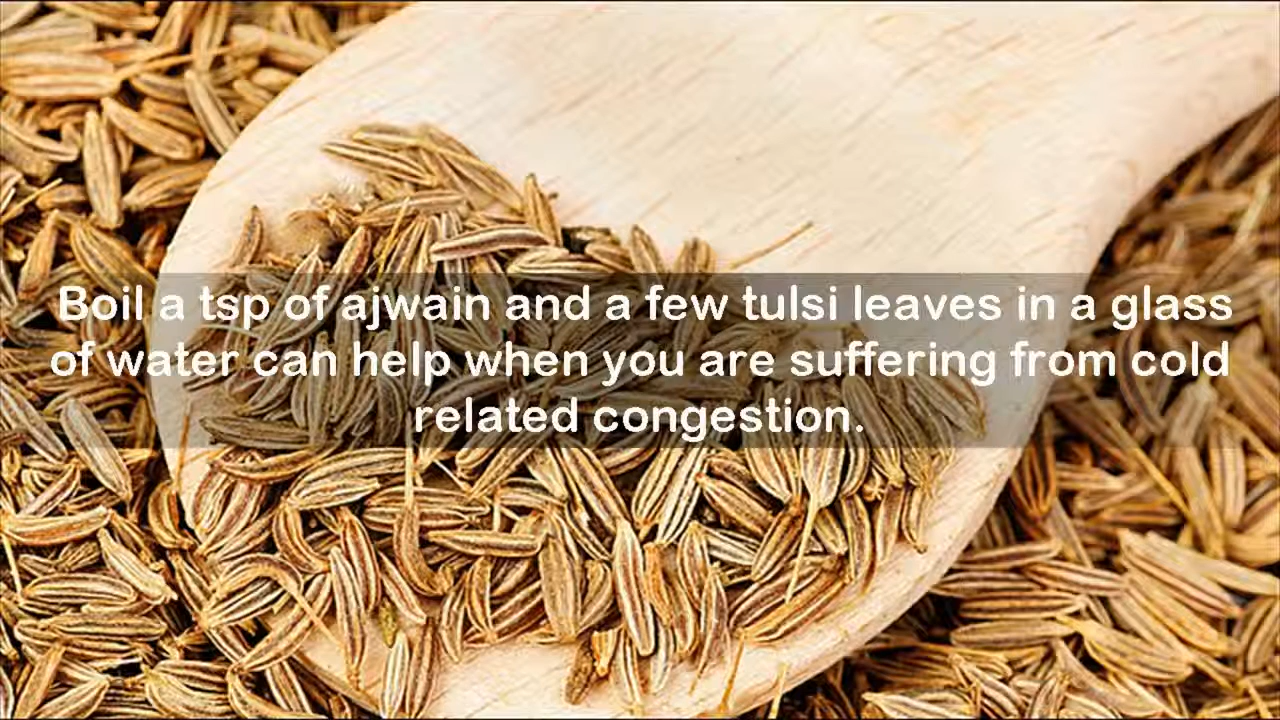 Boil a tsp of ajwain and a few tulsi leaves in a glass
of water can help when you are suffering from cold
related congestion.